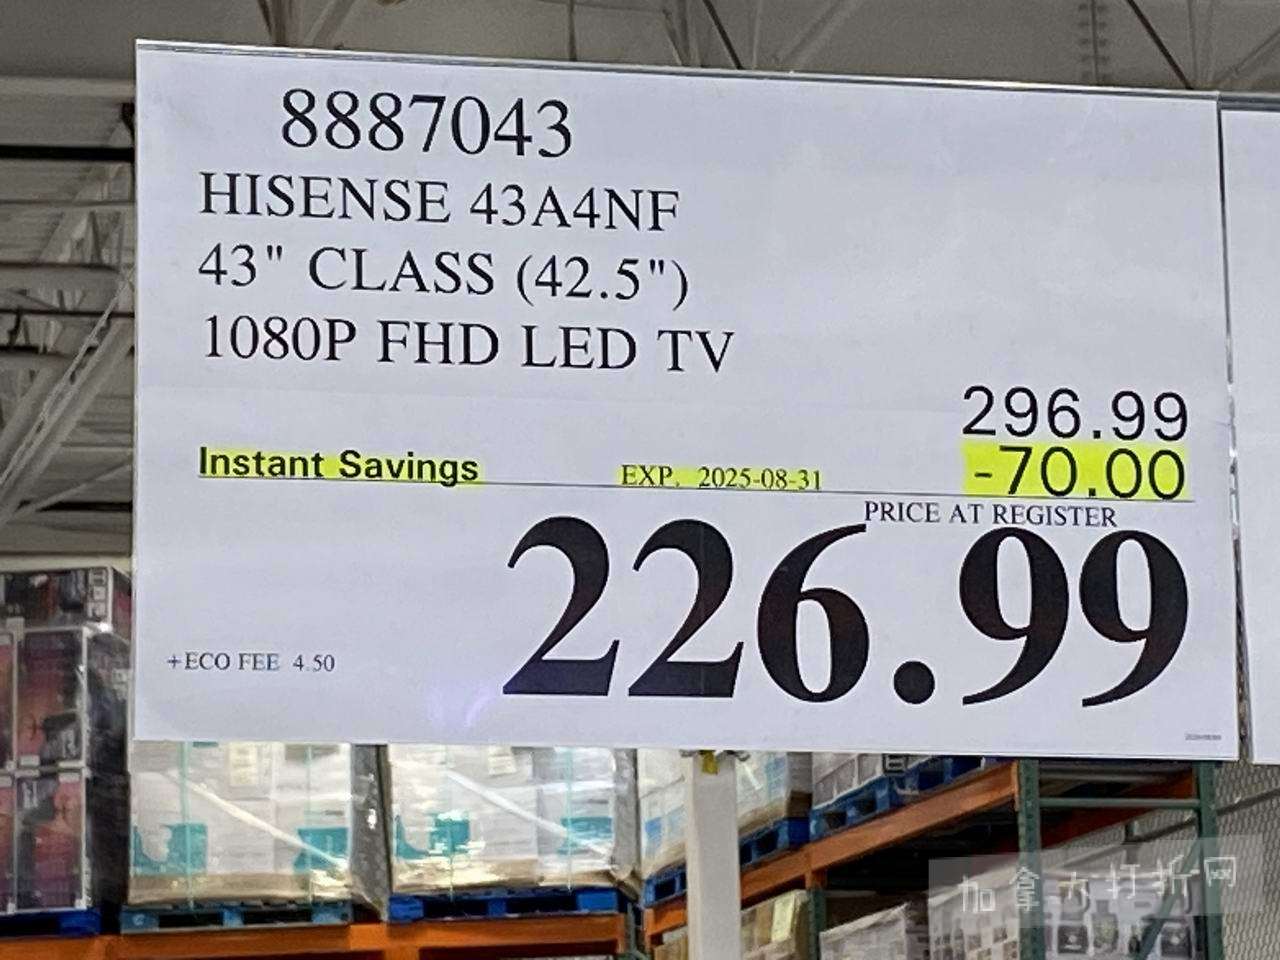 8887043
HISENSE 43A4NF
43" CLASS (42.5")
1080P FHD LED TV
296.99
Instant Savings EXP. 2025-08-31 -70.00
PRICE AT REGISTER
226.99
+ECO FEE 4.50
加拿大打折网